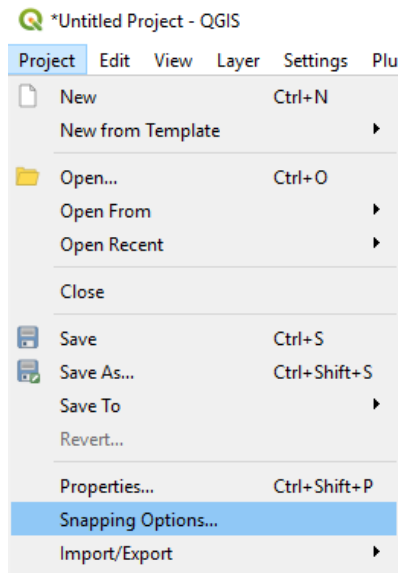 *Untitled Project - QGIS
Project Edit View Layer Settings Plu
New Ctrl+N
New from Template
Open... Ctrl+O
Open From
Open Recent
Close
Save Ctrl+S
Save As... Ctrl+Shift+S
Save To
Revert...
Properties... Ctrl+Shift+P
Snapping Options...
Import/Export